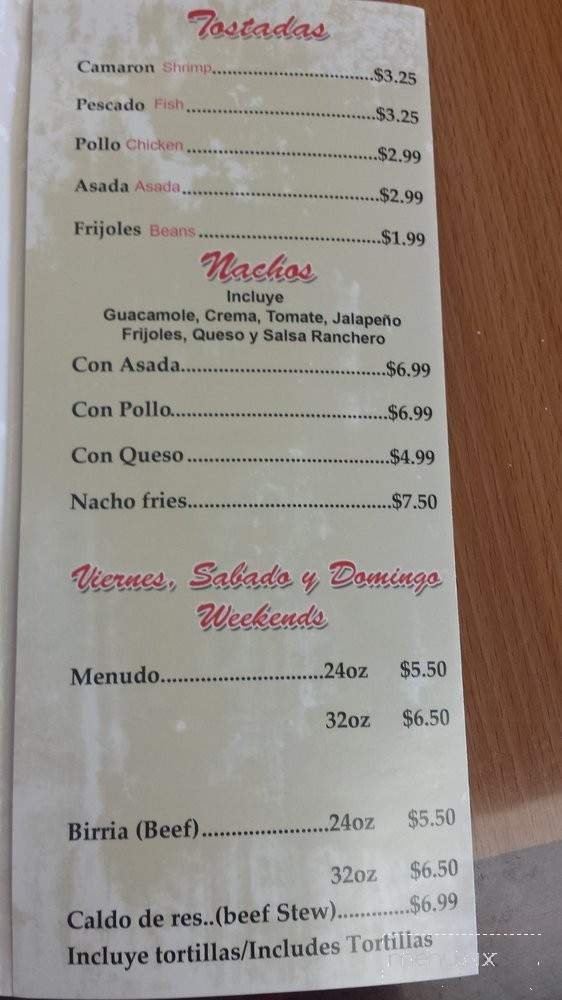 Tostadas
Camaron Shrimp............................$3.25
Pescado Fish................................$3.25
Pollo Chicken................................$2.99
Asada Asada..................................$2.99
Frijoles Beans...............................$1.99
Nachos
Incluye
Guacamole, Crema, Tomate, Jalapeño
Frijoles, Queso y Salsa Ranchero
Con Asada...................................$6.99
Con Pollo.....................................$6.99
Con Queso...................................$4.99
Nacho fries...................................$7.50
Viernes, Sabado y Domingo
Weekends
Menudo............................24oz $5.50
32oz $6.50
Birria (Beef)......................24oz $5.50
32oz $6.50
Caldo de res..(beef Stew).............$6.99
Incluye tortillas/Includes Tortillas
menupix